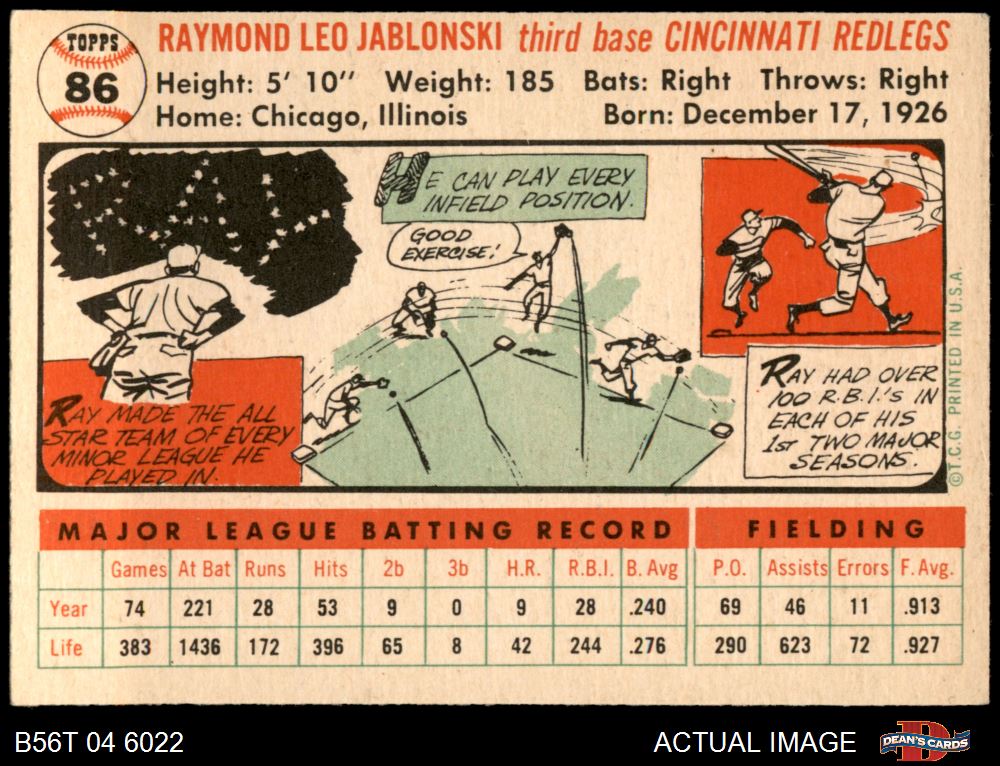 TOPPS
86
RAYMOND LEO JABLONSKI third base CINCINNATI REDLEGS
Height: 5' 10" Weight: 185 Bats: Right Throws: Right
Home: Chicago, Illinois Born: December 17, 1926
RAY MADE THE ALL
STAR TEAM OF EVERY
MINOR LEAGUE HE
PLAYED IN.
HE CAN PLAY EVERY
INFIELD POSITION.
GOOD
EXERCISE!
RAY HAD OVER
100 R.B.I.'s IN
EACH OF HIS
1st TWO MAJOR
SEASONS.
©T.C.G. PRINTED IN U.S.A.
MAJOR LEAGUE BATTING RECORD FIELDING
Games At Bat Runs Hits 2b 3b H.R. R.B.I. B. Avg P.O. Assists Errors F. Avg.
Year 74 221 28 53 9 0 9 28 .240 69 46 11 .913
Life 383 1436 172 396 65 8 42 244 .276 290 623 72 .927
B56T 04 6022 ACTUAL IMAGE
D
DEAN'S CARDS